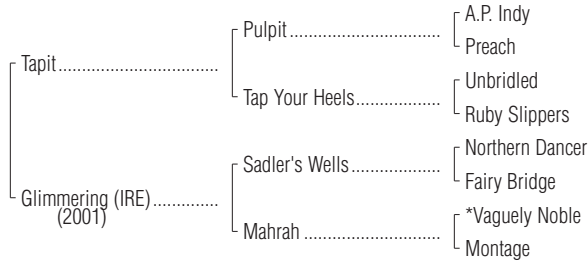 A.P. Indy
Pulpit
Preach
Tapit
Unbridled
Tap Your Heels
Ruby Slippers
Northern Dancer
Sadler's Wells
Fairy Bridge
Glimmering (IRE)
(2001)
*Vaguely Noble
Mahrah
Montage